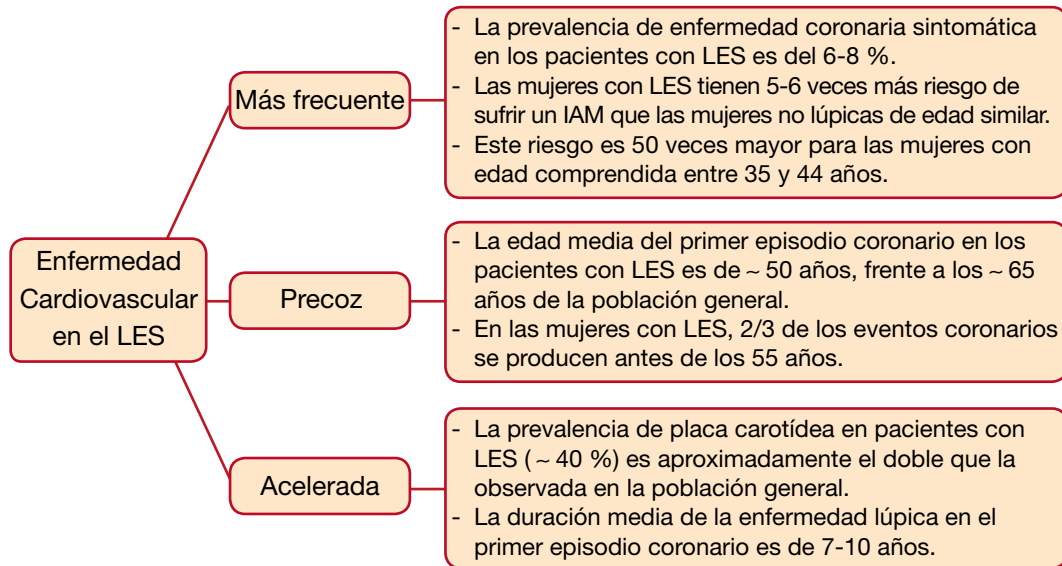 Enfermedad
Cardiovascular
en el LES
Más frecuente
- La prevalencia de enfermedad coronaria sintomática
en los pacientes con LES es del 6-8 %.
- Las mujeres con LES tienen 5-6 veces más riesgo de
sufrir un IAM que las mujeres no lúpicas de edad similar.
- Este riesgo es 50 veces mayor para las mujeres con
edad comprendida entre 35 y 44 años.
Precoz
- La edad media del primer episodio coronario en los
pacientes con LES es de ~ 50 años, frente a los ~ 65
años de la población general.
- En las mujeres con LES, 2/3 de los eventos coronarios
se producen antes de los 55 años.
Acelerada
- La prevalencia de placa carotídea en pacientes con
LES (~ 40 %) es aproximadamente el doble que la
observada en la población general.
- La duración media de la enfermedad lúpica en el
primer episodio coronario es de 7-10 años.